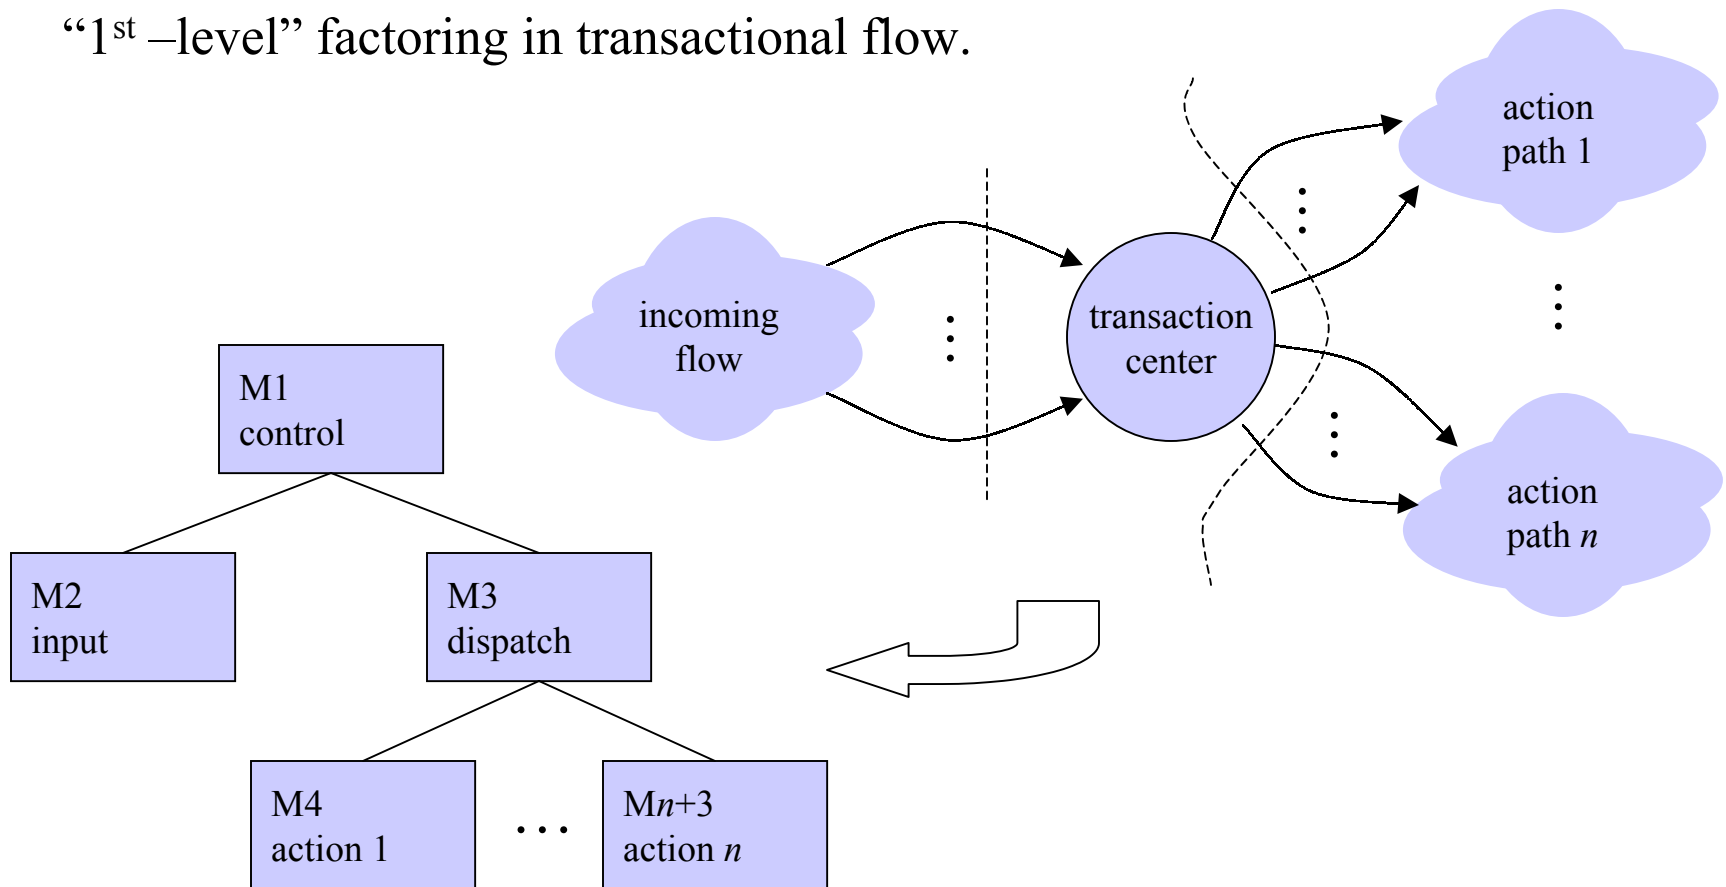 “1st –level” factoring in transactional flow.
action
path 1
incoming
flow
transaction
center
action
path n
M1
control
M2
input
M3
dispatch
M4
action 1
...
Mn+3
action n